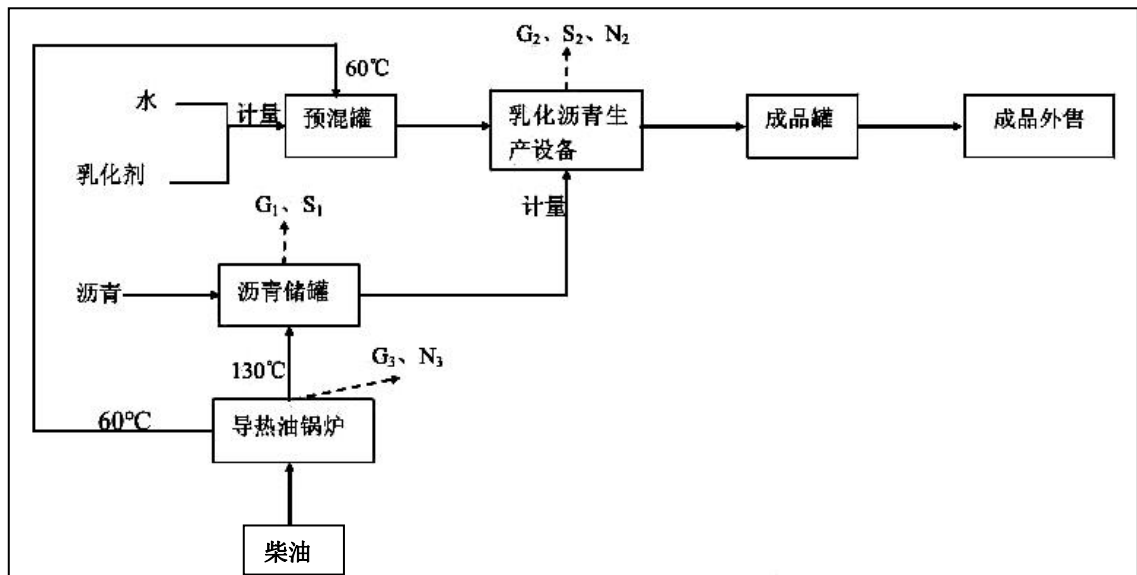 G₂、S₂、N₂
60℃
水
计量
预混罐
乳化沥青生
产设备
成品罐
成品外售
乳化剂
G₁、S₁
计量
沥青
沥青储罐
130℃
G₃、N₃
60℃
导热油锅炉
柴油